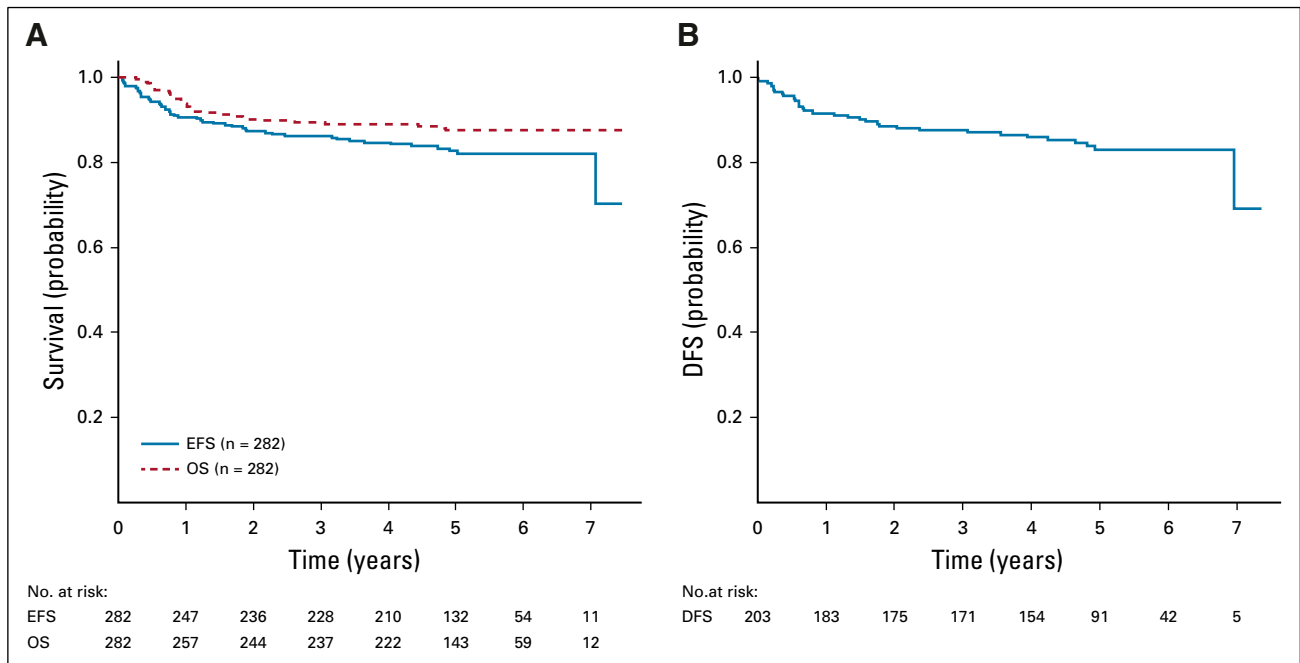 A
Survival (probability)
1.0
0.8
0.6
0.4
0.2
EFS (n = 282)
OS (n = 282)
0 1 2 3 4 5 6 7
Time (years)
No. at risk:
EFS 282 247 236 228 210 132 54 11
OS 282 257 244 237 222 143 59 12
B
DFS (probability)
1.0
0.8
0.6
0.4
0.2
0 1 2 3 4 5 6 7
Time (years)
No.at risk:
DFS 203 183 175 171 154 91 42 5